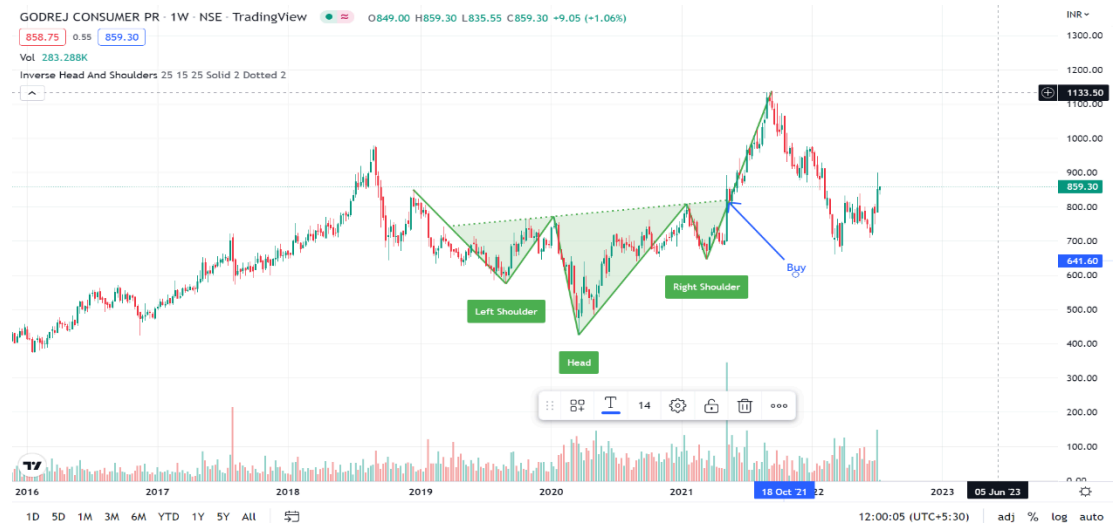 GODREJ CONSUMER PR · 1W · NSE · TradingView O849.00 H859.30 L835.55 C859.30 +9.05 (+1.06%)
INR
858.75 0.55 859.30
Vol 283.288K
Inverse Head And Shoulders 25 15 25 Solid 2 Dotted 2
1300.00
1200.00
1133.50
1100.00
1000.00
900.00
859.30
800.00
700.00
641.60
600.00
500.00
400.00
300.00
200.00
100.00
0.00
Buy
Right Shoulder
Left Shoulder
Head
T 14
2016 2017 2018 2019 2020 2021 18 Oct '21 22 2023 05 Jun '23
1D 5D 1M 3M 6M YTD 1Y 5Y All 12:00:05 (UTC+5:30) adj % log auto